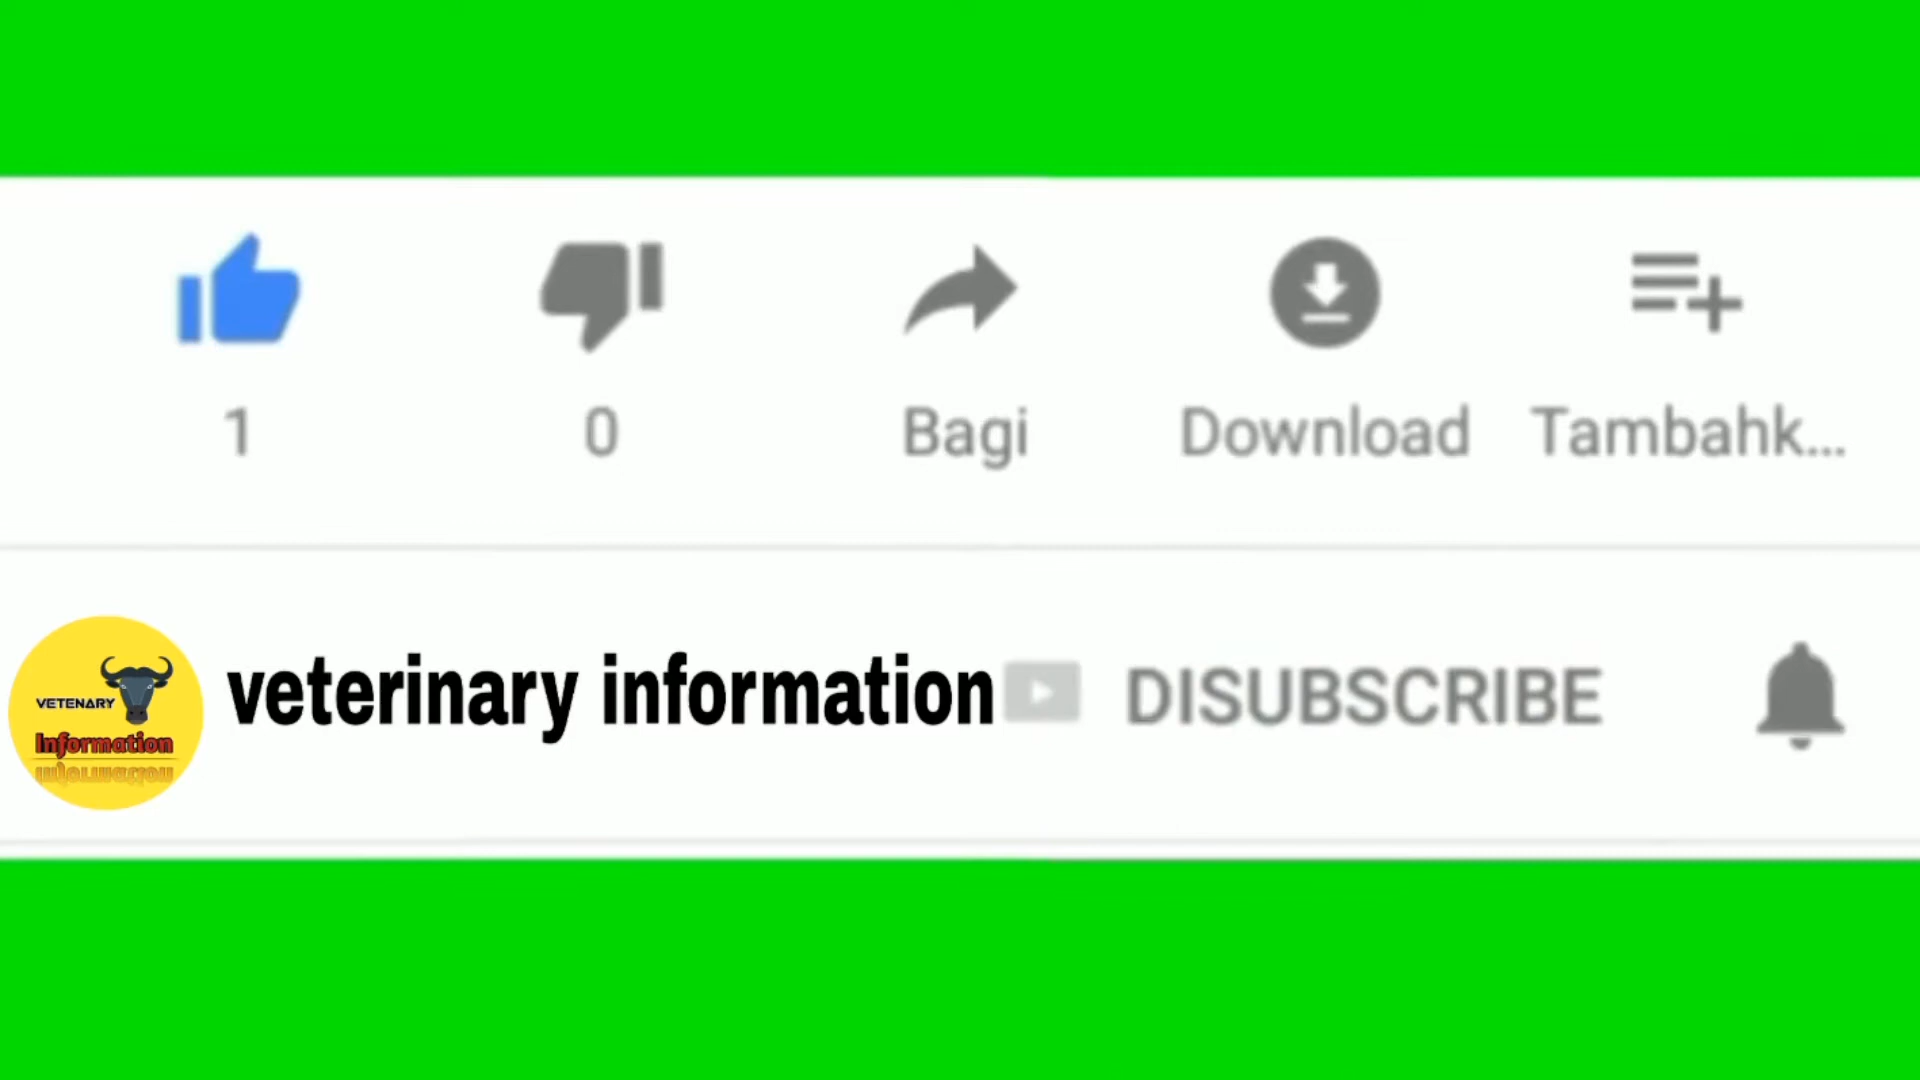 1
0
Bagi
Download
Tambahk...
VETENARY
Information
veterinary information
DISUBSCRIBE